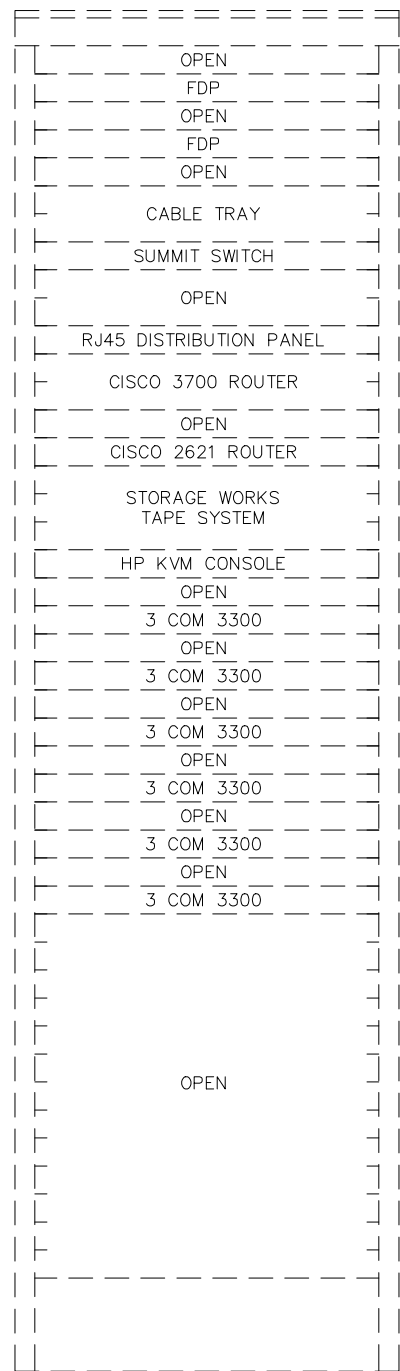 OPEN
FDP
OPEN
FDP
OPEN
CABLE TRAY
SUMMIT SWITCH
OPEN
RJ45 DISTRIBUTION PANEL
CISCO 3700 ROUTER
OPEN
CISCO 2621 ROUTER
STORAGE WORKS
TAPE SYSTEM
HP KVM CONSOLE
OPEN
3 COM 3300
OPEN
3 COM 3300
OPEN
3 COM 3300
OPEN
3 COM 3300
OPEN
3 COM 3300
OPEN
3 COM 3300
OPEN